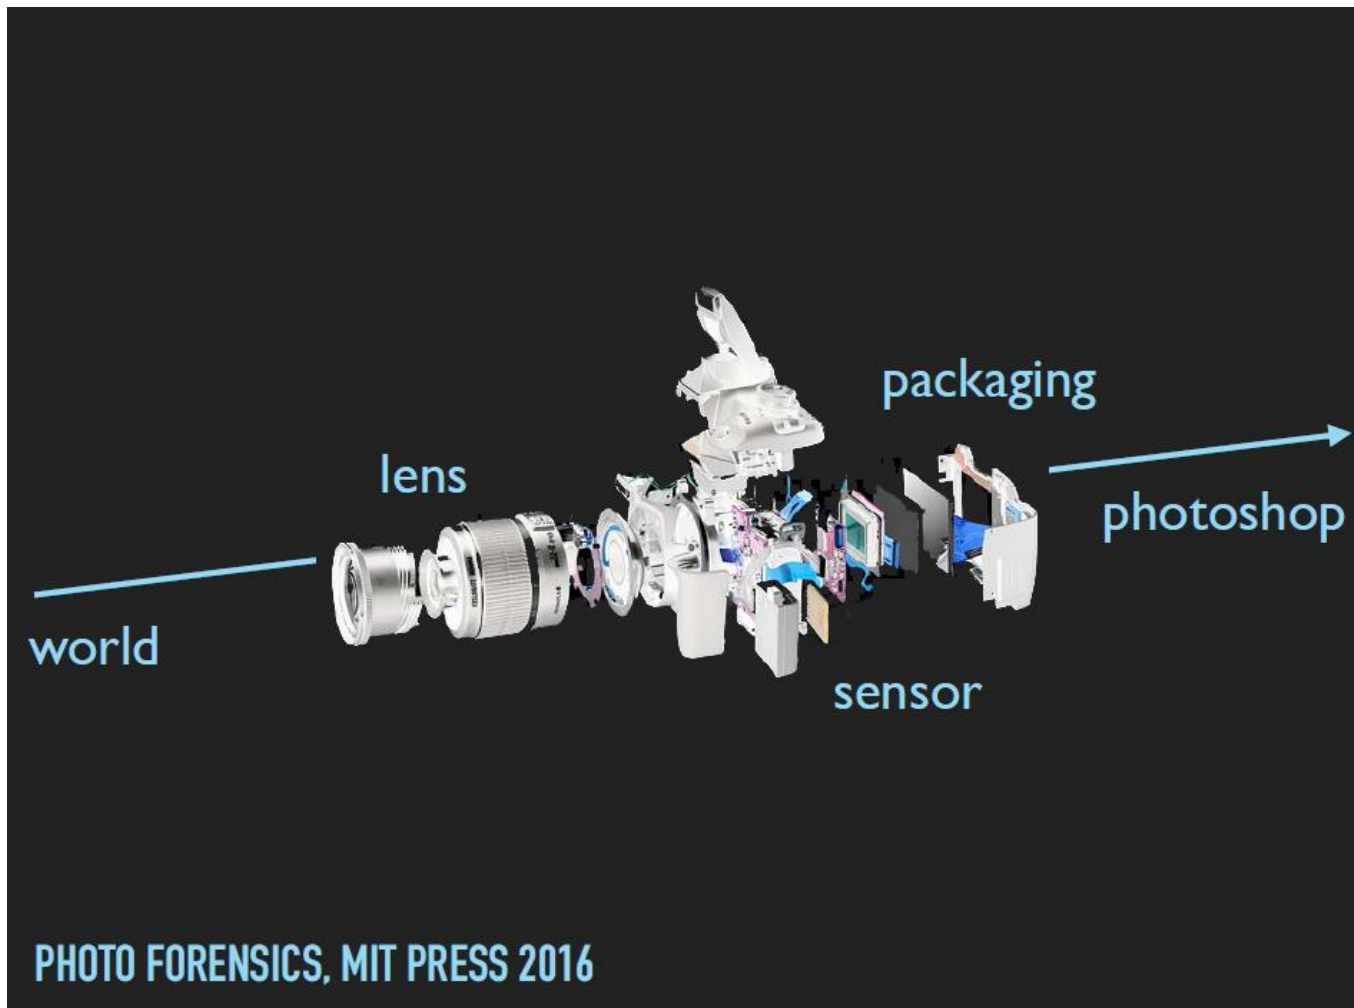 packaging
lens
photoshop
world
sensor
PHOTO FORENSICS, MIT PRESS 2016